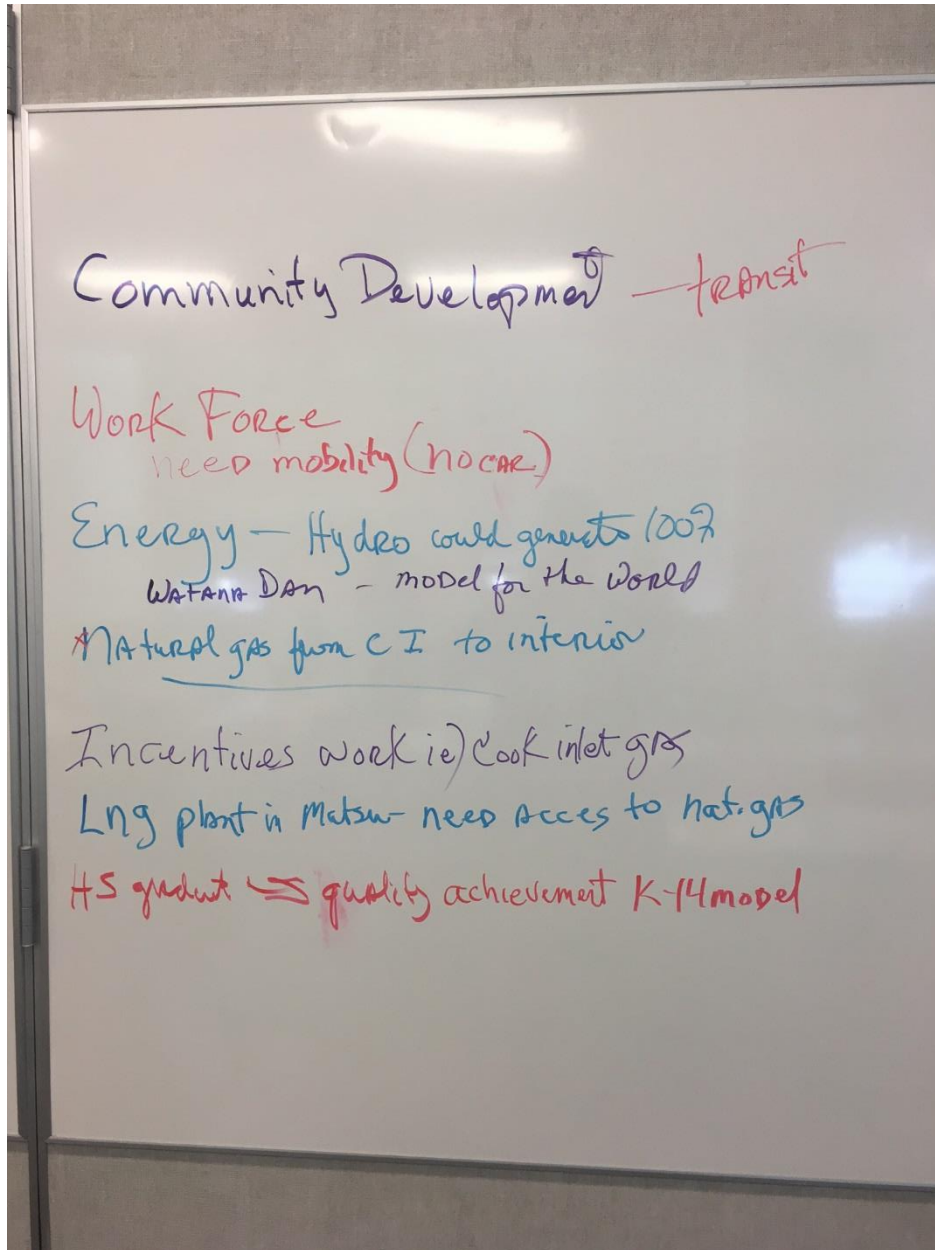 Community Development — transit
Work Force
need mobility (no car)
Energy — Hydro could generate 100%
Watana Dam - model for the world
*Natural gas from C I to interior
Incentives work ie) Cook inlet gas
Lng plant in Matsu- need acces to nat. gas
HS quality achievement K-14 model